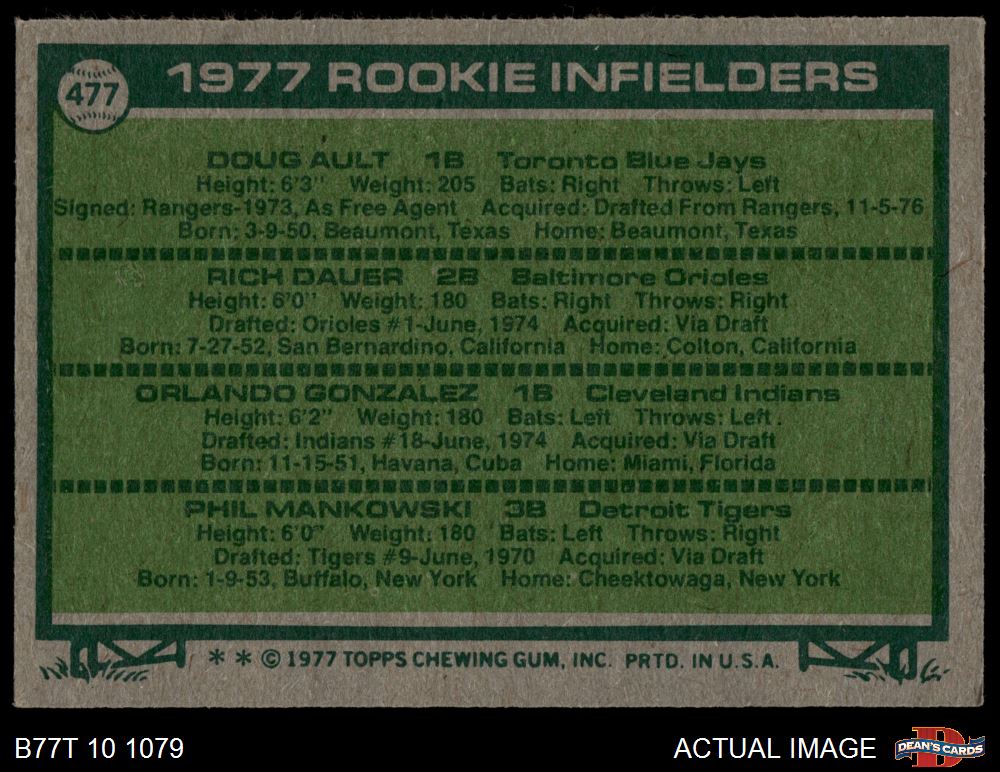 477
1977 ROOKIE INFIELDERS
DOUG AULT 1B Toronto Blue Jays
Height: 6'3" Weight: 205 Bats: Right Throws: Left
Signed: Rangers-1973, As Free Agent Acquired: Drafted From Rangers, 11-5-76
Born: 3-9-50, Beaumont, Texas Home: Beaumont, Texas
RICH DAUER 2B Baltimore Orioles
Height: 6'0" Weight: 180 Bats: Right Throws: Right
Drafted: Orioles #1-June, 1974 Acquired: Via Draft
Born: 7-27-52, San Bernardino, California Home: Colton, California
ORLANDO GONZALEZ 1B Cleveland Indians
Height: 6'2" Weight: 180 Bats: Left Throws: Left
Drafted: Indians #18-June, 1974 Acquired: Via Draft
Born: 11-15-51, Havana, Cuba Home: Miami, Florida
PHIL MANKOWSKI 3B Detroit Tigers
Height: 6'0" Weight: 180 Bats: Left Throws: Right
Drafted: Tigers #9-June, 1970 Acquired: Via Draft
Born: 1-9-53, Buffalo, New York Home: Cheektowaga, New York
* * © 1977 TOPPS CHEWING GUM, INC. PRTD. IN U.S.A.
B77T 10 1079
ACTUAL IMAGE
D
DEAN'S CARDS